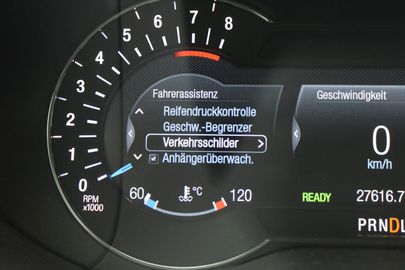 6 7 8
5
4
3
2
1
0
RPM
x1000
Fahrerassistenz
Reifendruckkontrolle
Geschw.-Begrenzer
Verkehrsschilder
Anhängerüberwach.
60 °C 120
Geschwindigkeit
0
km/h
READY 27616.7
PRNDL